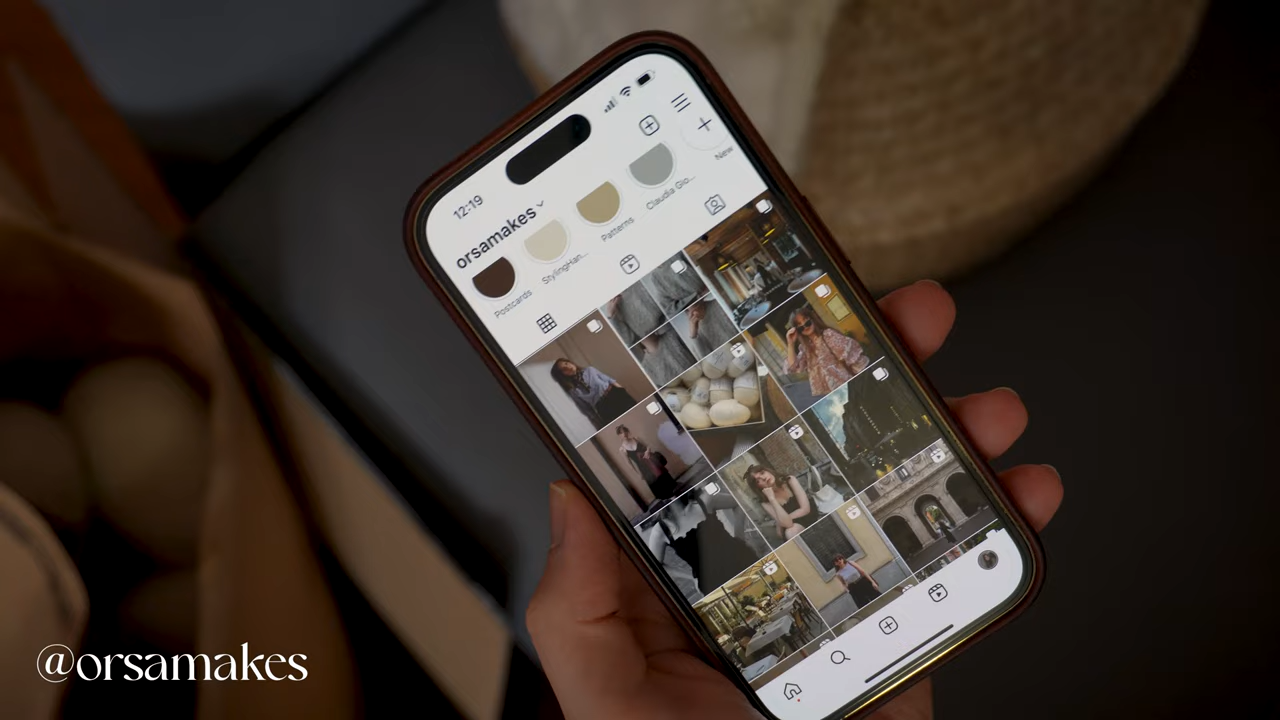 12:19
orsamakes
Postcards
StylingHan...
Patterns
Claudia Glo...
New
@orsamakes